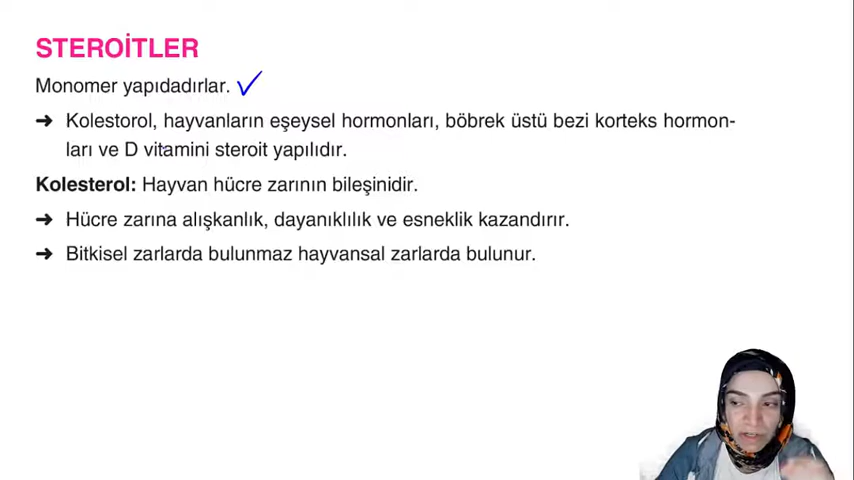 STEROİTLER
Monomer yapıdadırlar.
➜ Kolestorol, hayvanların eşeysel hormonları, böbrek üstü bezi korteks hormon-
ları ve D vitamini steroit yapılıdır.
Kolesterol: Hayvan hücre zarının bileşinidir.
➜ Hücre zarına alışkanlık, dayanıklılık ve esneklik kazandırır.
➜ Bitkisel zarlarda bulunmaz hayvansal zarlarda bulunur.